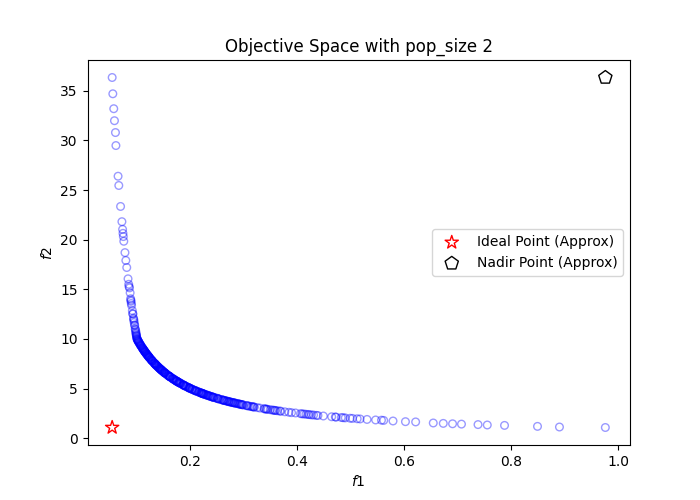 Objective Space with pop_size 2
35
30
25
20
15
10
5
0
f2
Ideal Point (Approx)
Nadir Point (Approx)
0.2
0.4
0.6
0.8
1.0
f1